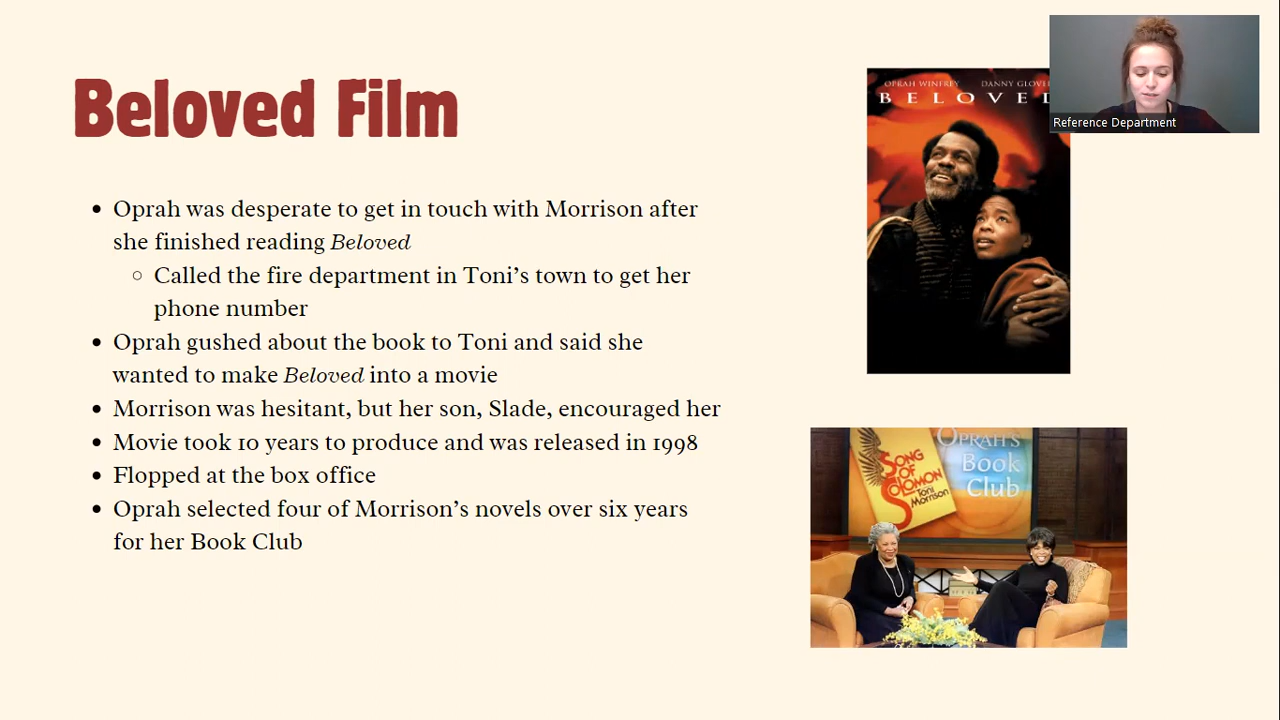 Beloved Film
Oprah was desperate to get in touch with Morrison after
she finished reading Beloved
Called the fire department in Toni's town to get her
phone number
Oprah gushed about the book to Toni and said she
wanted to make Beloved into a movie
Morrison was hesitant, but her son, Slade, encouraged her
Movie took 10 years to produce and was released in 1998
Flopped at the box office
Oprah selected four of Morrison's novels over six years
for her Book Club
OPRAH WINFREY DANNY GLOVE
BELOVED
Reference Department
OPRAH'S
Book
Club
SONG
OF
SOLOMON
Toni
Morrison